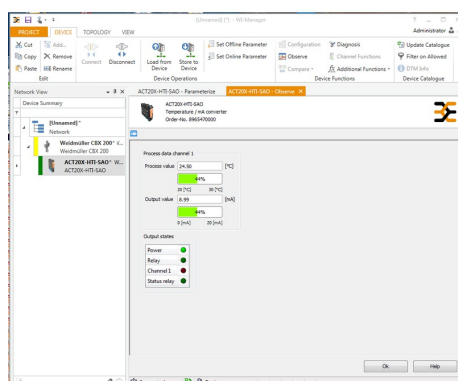 [Unnamed] (*) - WI-Manager
PROJECT DEVICE TOPOLOGY VIEW Administrator
Cut Add... Set Offline Parameter Configuration Diagnosis Update Catalogue
Copy Remove Connect Disconnect Load from Device Store to Device Set Online Parameter Observe Channel Functions Filter on Allowed
Paste Rename Compare Additional Functions DTM Info
Edit Device Operations Device Functions Device Catalogue
Network View ACT20X-HTI-SAO - Parameterize ACT20X-HTI-SAO - Observe
Device Summary
ACT20X-HTI-SAO
Temperature / mA converter
Order-No. 8965470000
[Unnamed]*
Network
Weidmüller CBX 200*
Weidmüller CBX 200
ACT20X-HTI-SAO* W...
ACT20X-HTI-SAO
Process data channel 1
Process value 24.50 [°C]
44%
Output value 8.99 [mA]
44%
0 [mA] 20 [mA]
Output states
Power
Relay
Channel 1
Status relay
Ok Help